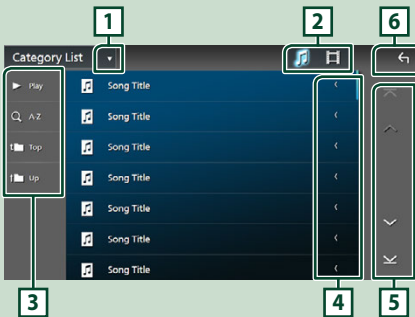 1
2
6
Category List
Play
Song Title
A-Z
Song Title
Top
Song Title
Up
Song Title
Song Title
Song Title
Song Title
3
4
5